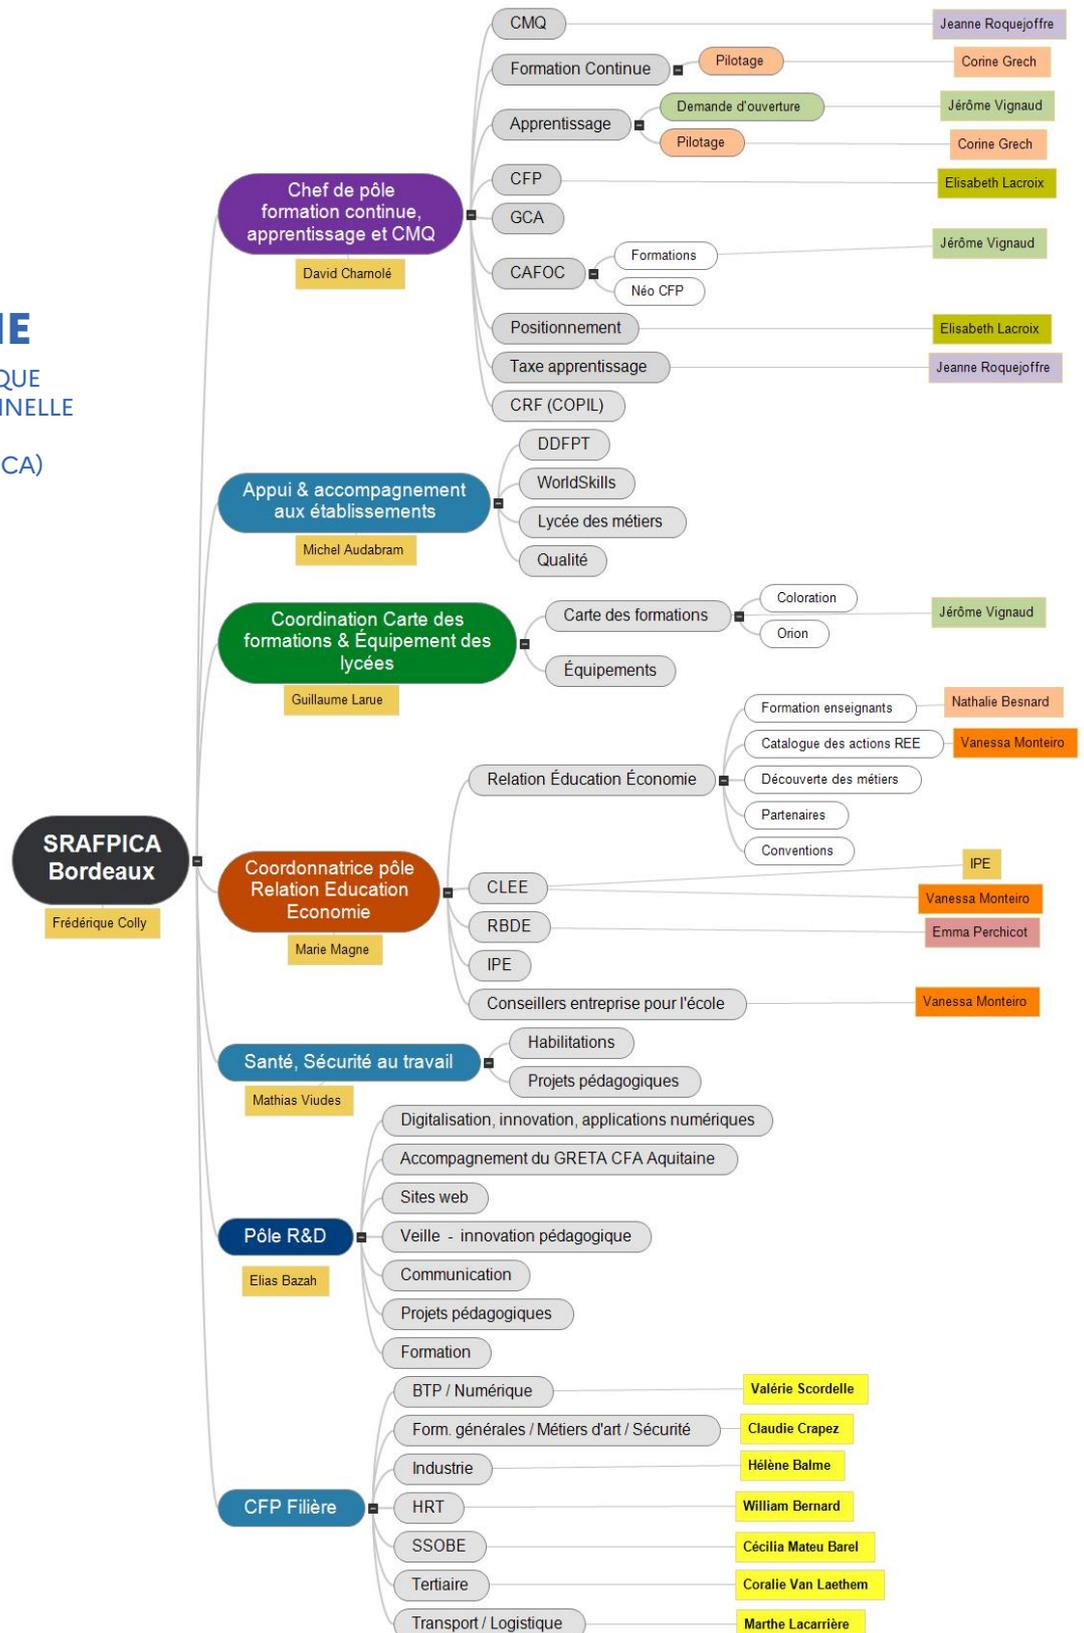 IE
QUE
INELLE
CA)
SRAFPICA
Bordeaux
Frédérique Colly
Chef de pôle
formation continue,
apprentissage et CMQ
David Charnolé
CMQ
Jeanne Roquejoffre
Formation Continue
Pilotage
Corine Grech
Apprentissage
Demande d'ouverture
Jérôme Vignaud
Pilotage
Corine Grech
CFP
Elisabeth Lacroix
GCA
CAFOC
Formations
Jérôme Vignaud
Néo CFP
Positionnement
Elisabeth Lacroix
Taxe apprentissage
Jeanne Roquejoffre
CRF (COPIL)
Appui & accompagnement
aux établissements
Michel Audabram
DDFPT
WorldSkills
Lycée des métiers
Qualité
Coordination Carte des
formations & Équipement des
lycées
Guillaume Larue
Carte des formations
Coloration
Jérôme Vignaud
Orion
Équipements
Coordonnatrice pôle
Relation Education
Economie
Marie Magne
Relation Éducation Économie
Formation enseignants
Nathalie Besnard
Catalogue des actions REE
Vanessa Monteiro
Découverte des métiers
Partenaires
Conventions
CLEE
IPE
Vanessa Monteiro
RBDE
Emma Perchicot
IPE
Conseillers entreprise pour l'école
Vanessa Monteiro
Santé, Sécurité au travail
Mathias Viudes
Habilitations
Projets pédagogiques
Pôle R&D
Elias Bazah
Digitalisation, innovation, applications numériques
Accompagnement du GRETA CFA Aquitaine
Sites web
Veille - innovation pédagogique
Communication
Projets pédagogiques
Formation
CFP Filière
BTP / Numérique
Valérie Scordelle
Form. générales / Métiers d'art / Sécurité
Claudie Crapez
Industrie
Hélène Balme
HRT
William Bernard
SSOBE
Cécilia Mateu Barel
Tertiaire
Coralie Van Laethem
Transport / Logistique
Marthe Lacarrière